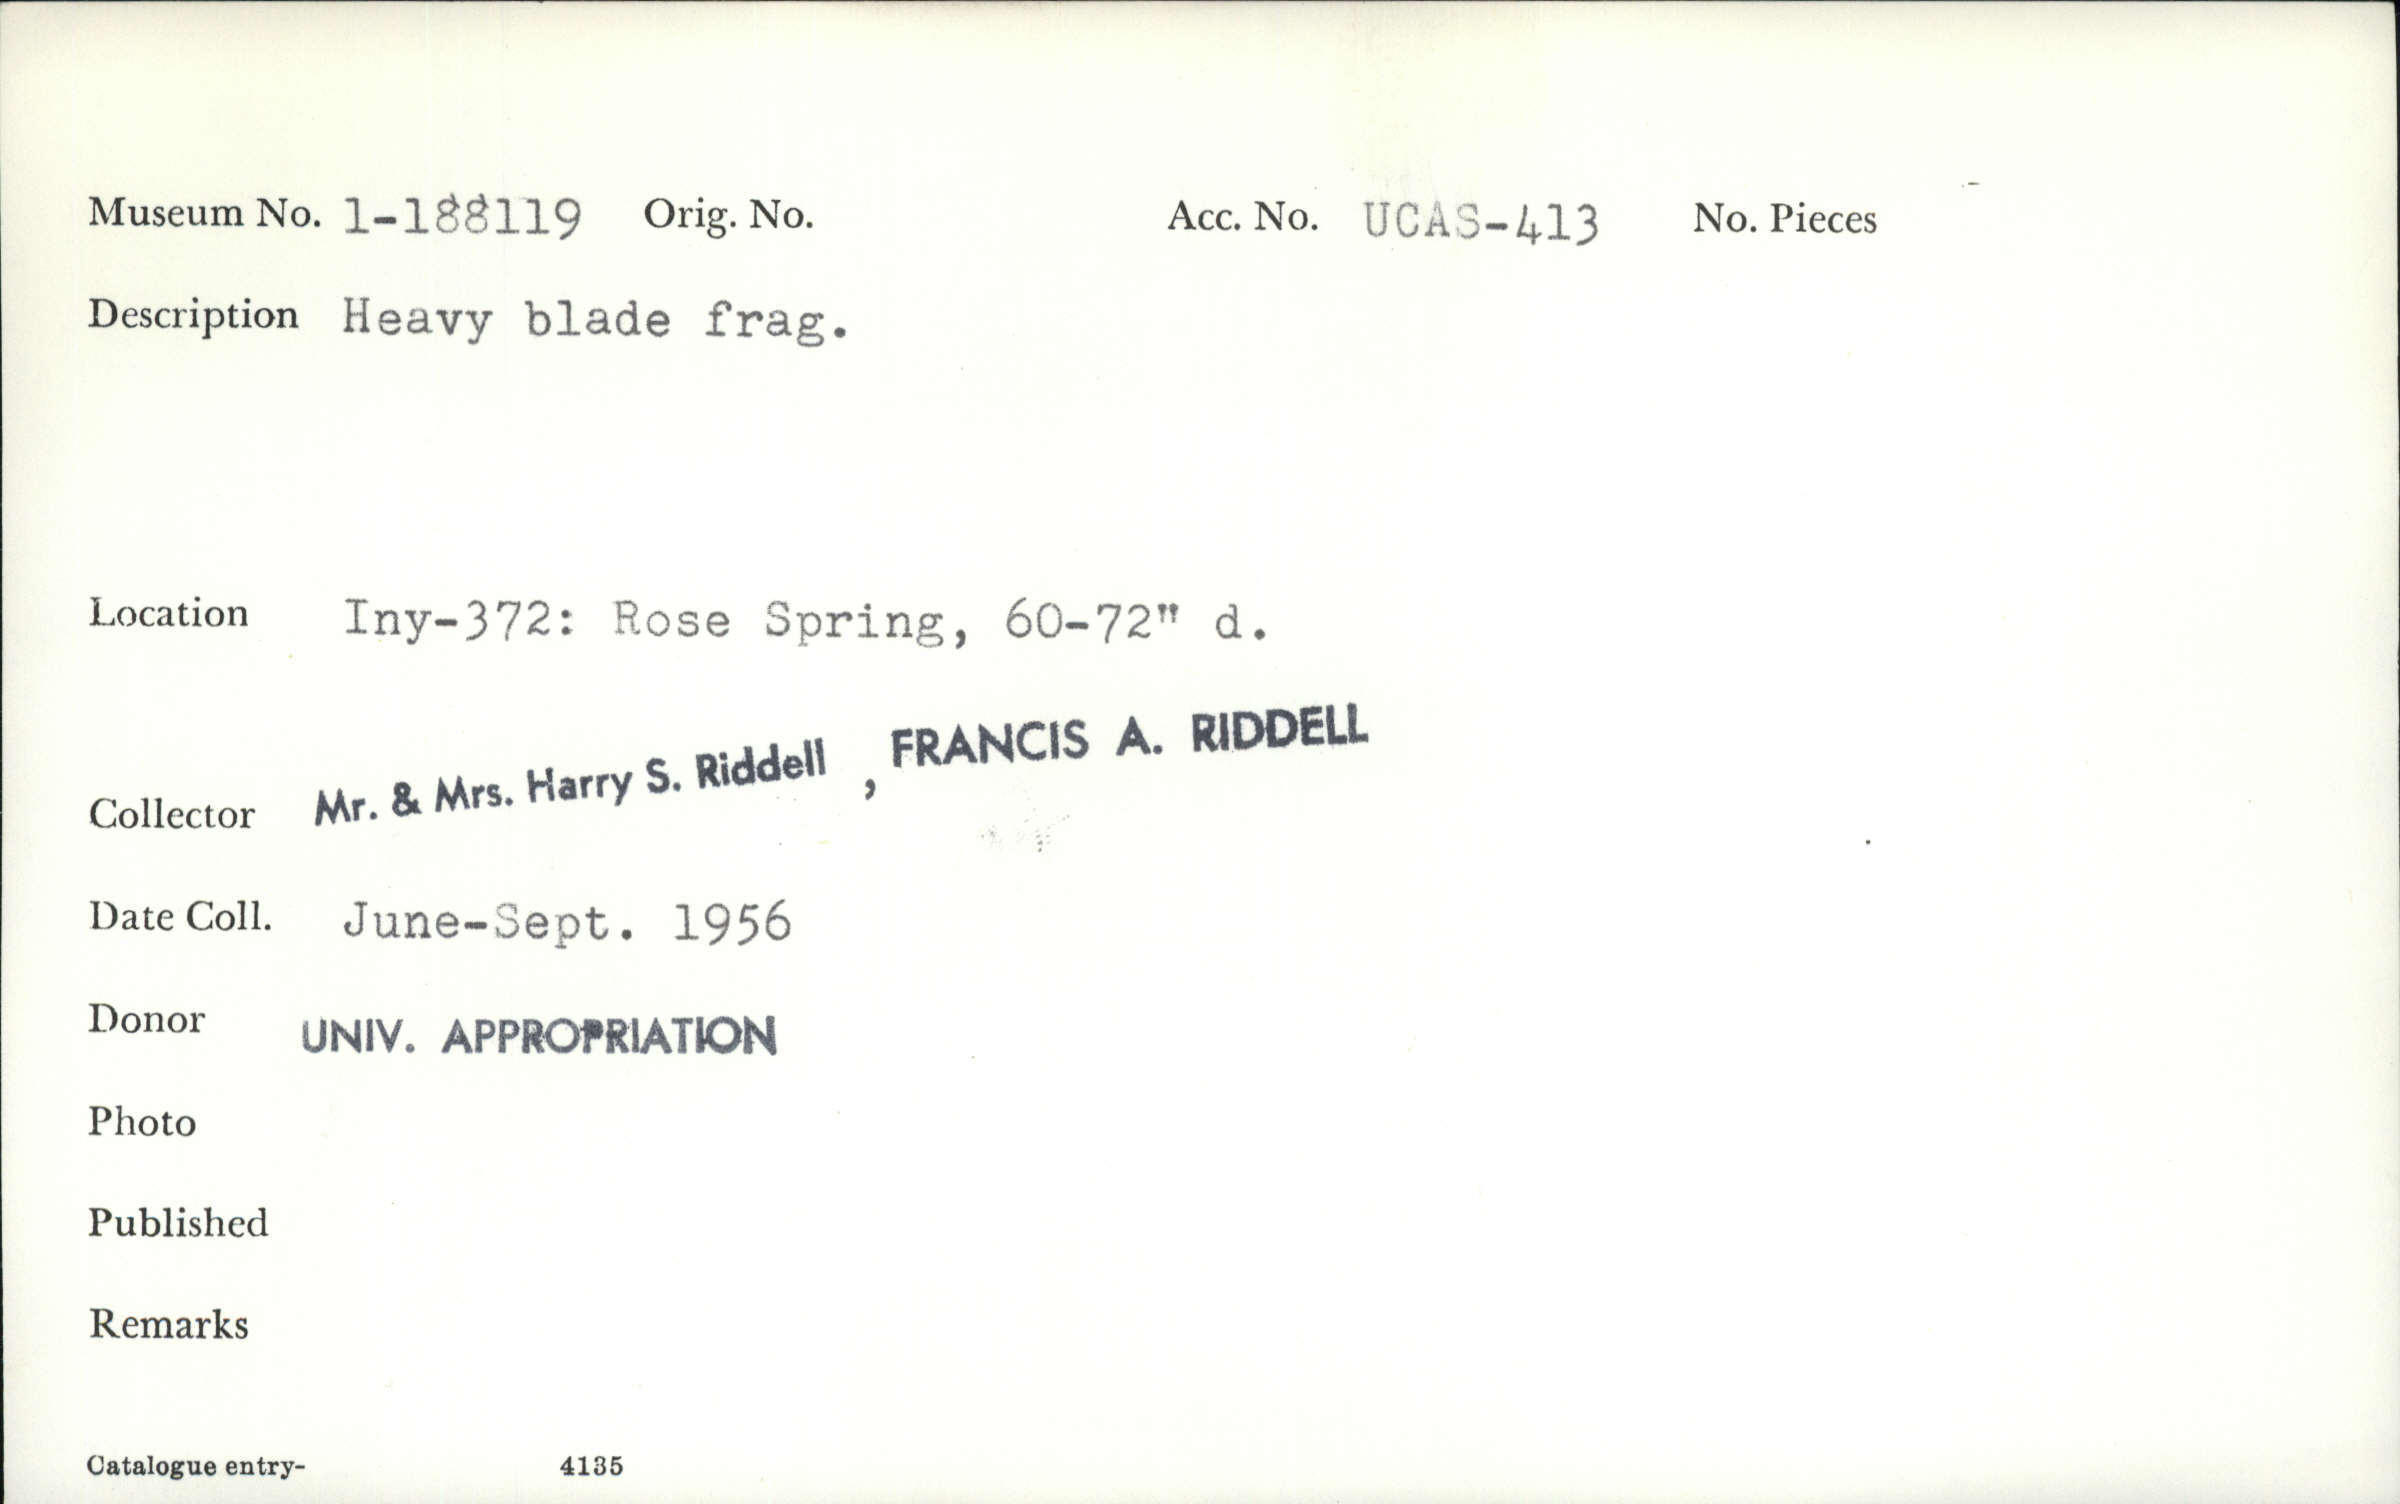 Museum No. 1-188119 Orig. No. Acc. No. UCAS-413 No. Pieces
Description Heavy blade frag.
Location Iny-372: Rose Spring, 60-72" d.
Collector Mr. & Mrs. Harry S. Riddell , FRANCIS A. RIDDELL
Date Coll. June-Sept. 1956
Donor UNIV. APPROPRIATION
Photo
Published
Remarks
Catalogue entry- 4135